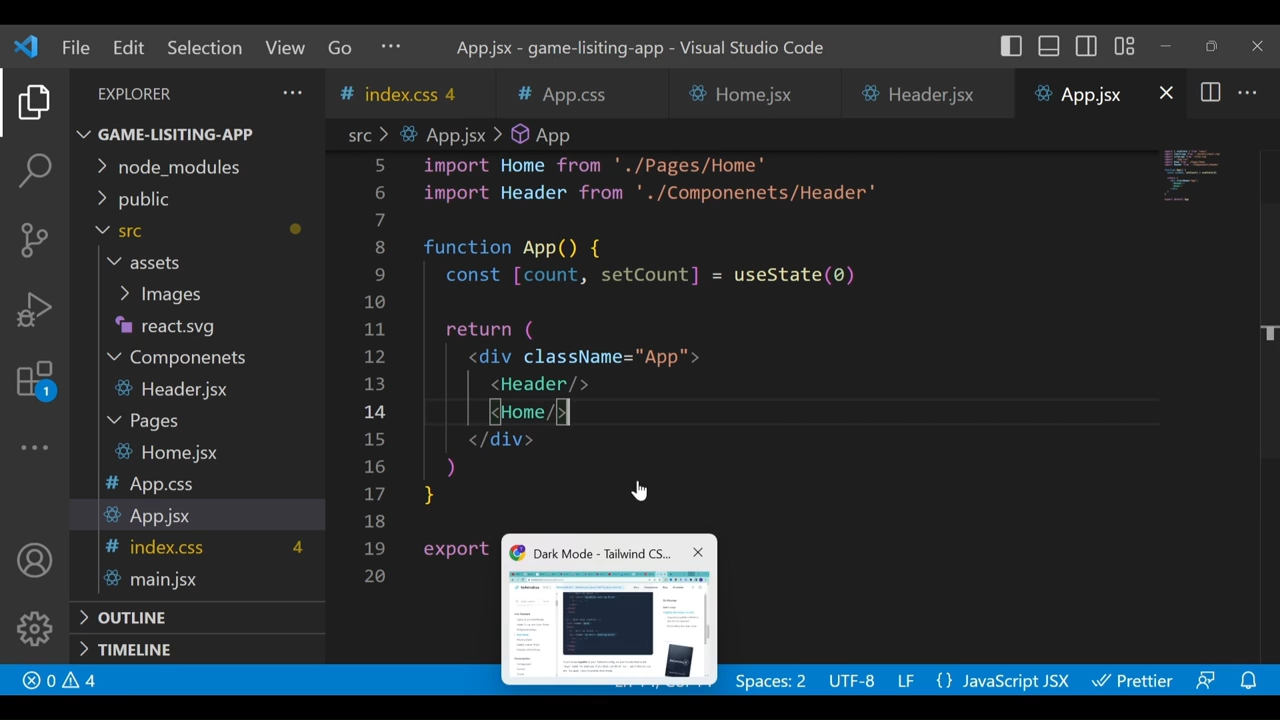 File Edit Selection View Go ... App.jsx - game-lisiting-app - Visual Studio Code
EXPLORER ...
GAME-LISITING-APP
node_modules
public
src
assets
Images
react.svg
Componenets
Header.jsx
Pages
Home.jsx
App.css
App.jsx
index.css 4
main.jsx
OUTLINE
TIMELINE
1
index.css 4 App.css Home.jsx Header.jsx App.jsx
src > App.jsx > App
5 import Home from './Pages/Home'
6 import Header from './Componenets/Header'
7
8 function App() {
9 const [count, setCount] = useState(0)
10
11 return (
12 <div className="App">
13 <Header/>
14 <Home/>
15 </div>
16 )
17 }
18
19 export
20
Dark Mode - Tailwind CS...
0 4 Spaces: 2 UTF-8 LF {} JavaScript JSX Prettier